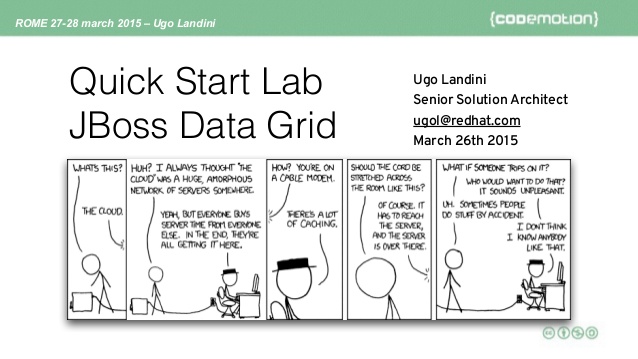 ROME 27-28 march 2015 – Ugo Landini
{CODEMOTION}
Quick Start Lab
JBoss Data Grid
Ugo Landini
Senior Solution Architect
ugol@redhat.com
March 26th 2015
WHAT'S THIS?
THE CLOUD.
HUH? I ALWAYS THOUGHT "THE
CLOUD" WAS A HUGE, AMORPHOUS
NETWORK OF SERVERS SOMEWHERE.
YEAH, BUT EVERYONE BUYS
SERVER TIME FROM EVERYONE
ELSE. IN THE END, THEY'RE
ALL GETTING IT HERE.
HOW? YOU'RE ON
A CABLE MODEM.
THERE'S A LOT
OF CACHING.
SHOULD THE CORD BE
STRETCHED ACROSS
THE ROOM LIKE THIS?
OF COURSE. IT
HAS TO REACH
THE SERVER,
AND THE SERVER
IS OVER THERE.
WHAT IF SOMEONE TRIPS ON IT?
WHO WOULD WANT TO DO THAT?
IT SOUNDS UNPLEASANT.
UH. SOMETIMES PEOPLE
DO STUFF BY ACCIDENT.
I DON'T THINK
I KNOW ANYBODY
LIKE THAT.